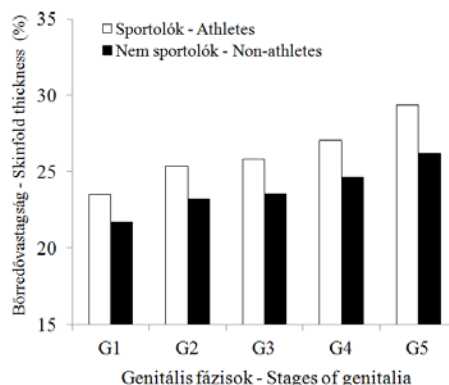 Bőrredővastagság - Skinfold thickness (%)
35
30
25
20
15
Sportolók - Athletes
Nem sportolók - Non-athletes
G1 G2 G3 G4 G5
Genitális fázisok - Stages of genitalia